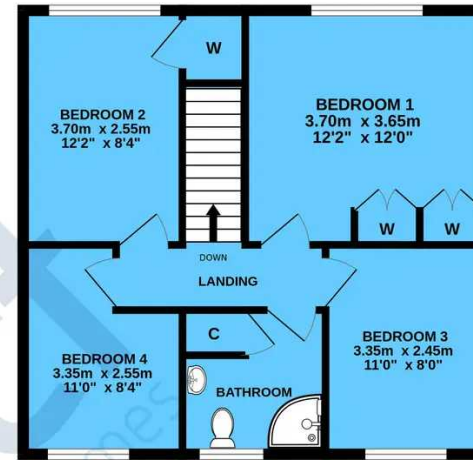 W
BEDROOM 2
3.70m x 2.55m
12'2" x 8'4"
BEDROOM 1
3.70m x 3.65m
12'2" x 12'0"
W
W
DOWN
LANDING
C
BEDROOM 3
3.35m x 2.45m
11'0" x 8'0"
BEDROOM 4
3.35m x 2.55m
11'0" x 8'4"
BATHROOM